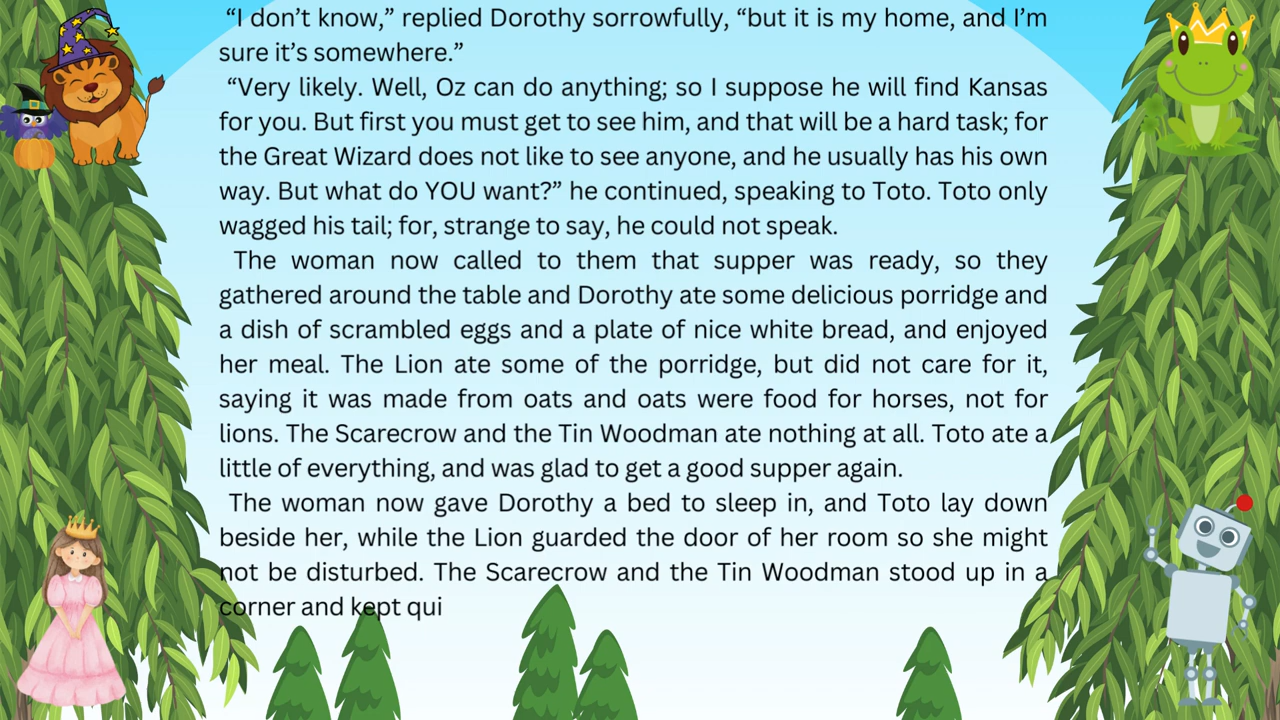 “I don’t know,” replied Dorothy sorrowfully, “but it is my home, and I’m
sure it’s somewhere.”
“Very likely. Well, Oz can do anything; so I suppose he will find Kansas
for you. But first you must get to see him, and that will be a hard task; for
the Great Wizard does not like to see anyone, and he usually has his own
way. But what do YOU want?” he continued, speaking to Toto. Toto only
wagged his tail; for, strange to say, he could not speak.
The woman now called to them that supper was ready, so they
gathered around the table and Dorothy ate some delicious porridge and
a dish of scrambled eggs and a plate of nice white bread, and enjoyed
her meal. The Lion ate some of the porridge, but did not care for it,
saying it was made from oats and oats were food for horses, not for
lions. The Scarecrow and the Tin Woodman ate nothing at all. Toto ate a
little of everything, and was glad to get a good supper again.
The woman now gave Dorothy a bed to sleep in, and Toto lay down
beside her, while the Lion guarded the door of her room so she might
not be disturbed. The Scarecrow and the Tin Woodman stood up in a
corner and kept qui